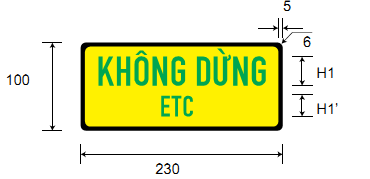 5
6
100
KHÔNG DỪNG
H1
ETC
H1'
230